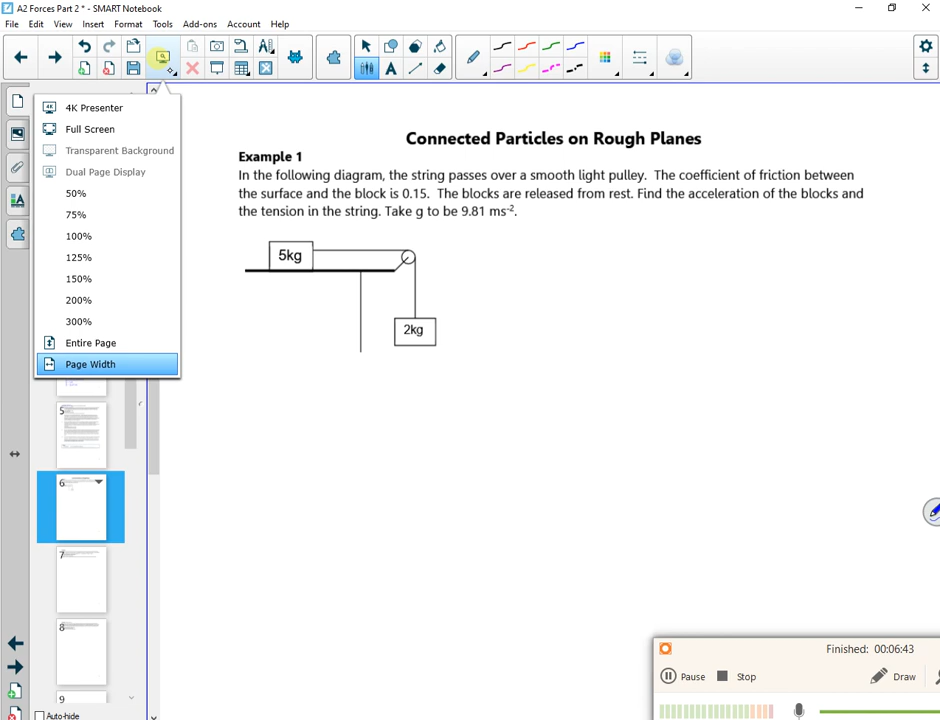 A2 Forces Part 2 * - SMART Notebook
File Edit View Insert Format Tools Add-ons Account Help
4K Presenter
Full Screen
Transparent Background
Dual Page Display
50%
75%
100%
125%
150%
200%
300%
Entire Page
Page Width
Connected Particles on Rough Planes
Example 1
In the following diagram, the string passes over a smooth light pulley. The coefficient of friction between
the surface and the block is 0.15. The blocks are released from rest. Find the acceleration of the blocks and
the tension in the string. Take g to be 9.81 ms⁻².
5kg
2kg
5
6
7
8
9
Auto-hide
Finished: 00:06:43
Pause Stop Draw